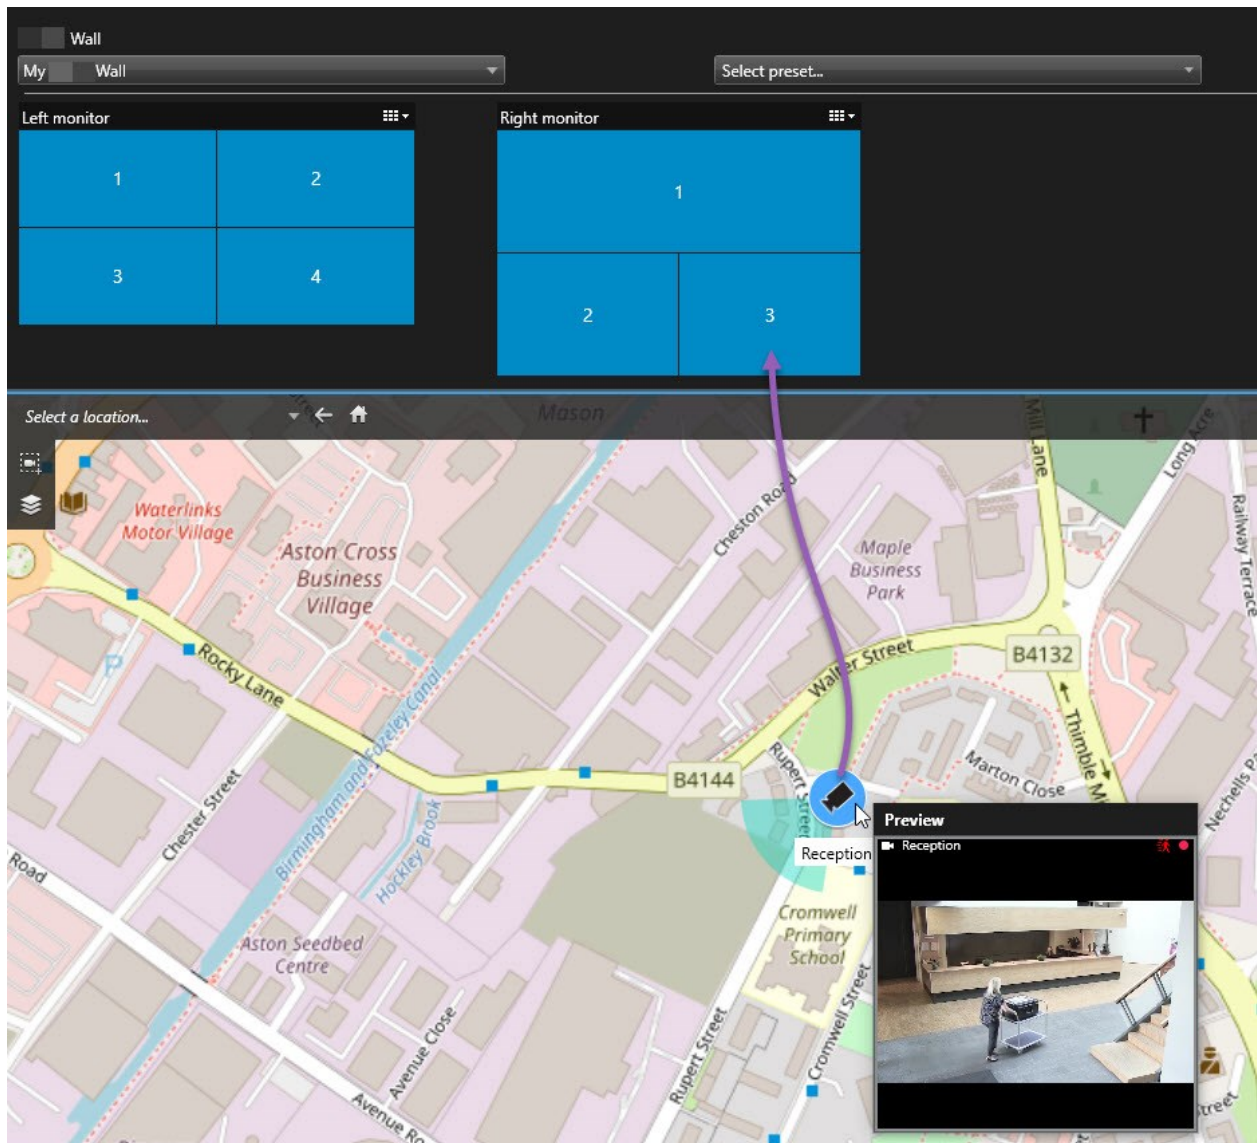 Wall
My Wall
Select preset...
Left monitor
Right monitor
1
2
3
4
1
2
3
Select a location...
Mason
Mill Lane
Long Acre
Railway Terrace
Waterlinks
Motor Village
Aston Cross
Business
Village
Cheston Road
Maple
Business
Park
P
Rocky Lane
Walter Street
B4132
Birmingham and Fazeley Canal
Thimble
Rupert Street
Marton Close
B4144
Chester Street
Hockley Brook
Nechells
Preview
Reception
Reception
Road
Cromwell
Primary
School
Aston Seedbed
Centre
Avenue Close
Rupert Street
Cromwell Street
Avenue
Street